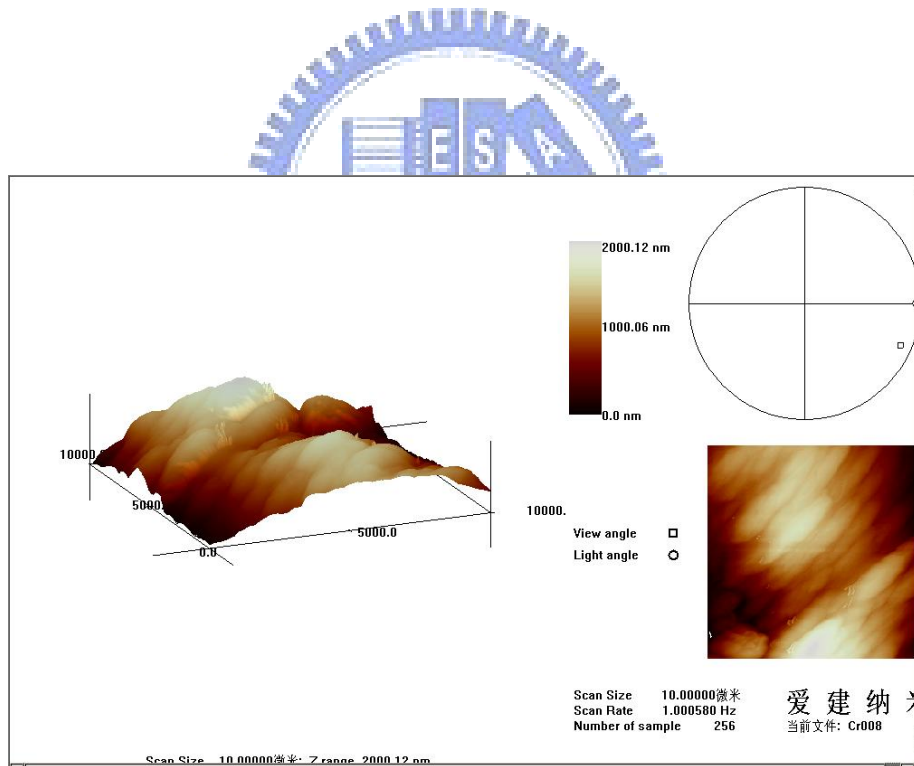 E S A
2000.12 nm
1000.06 nm
0.0 nm
10000.
5000.
0.0
5000.0
10000.
View angle
Light angle
Scan Size 10.00000微米
Scan Rate 1.000580 Hz
Number of sample 256
爱建纳
当前文件: Cr008
Scan Size 10.00000微米; Z range 2000.12 nm